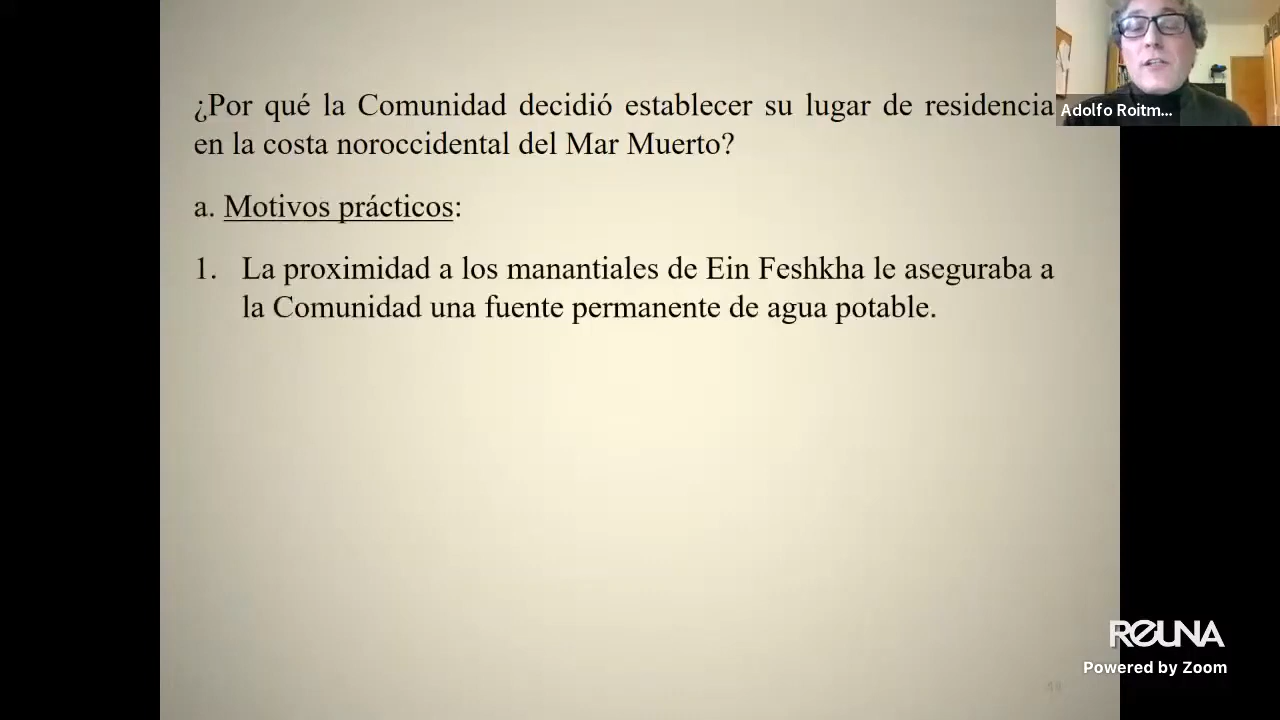 ¿Por qué la Comunidad decidió establecer su lugar de residencia
en la costa noroccidental del Mar Muerto?
a. Motivos prácticos:
1. La proximidad a los manantiales de Ein Feshkha le aseguraba a
la Comunidad una fuente permanente de agua potable.
Adolfo Roitm...
REUNA
Powered by Zoom